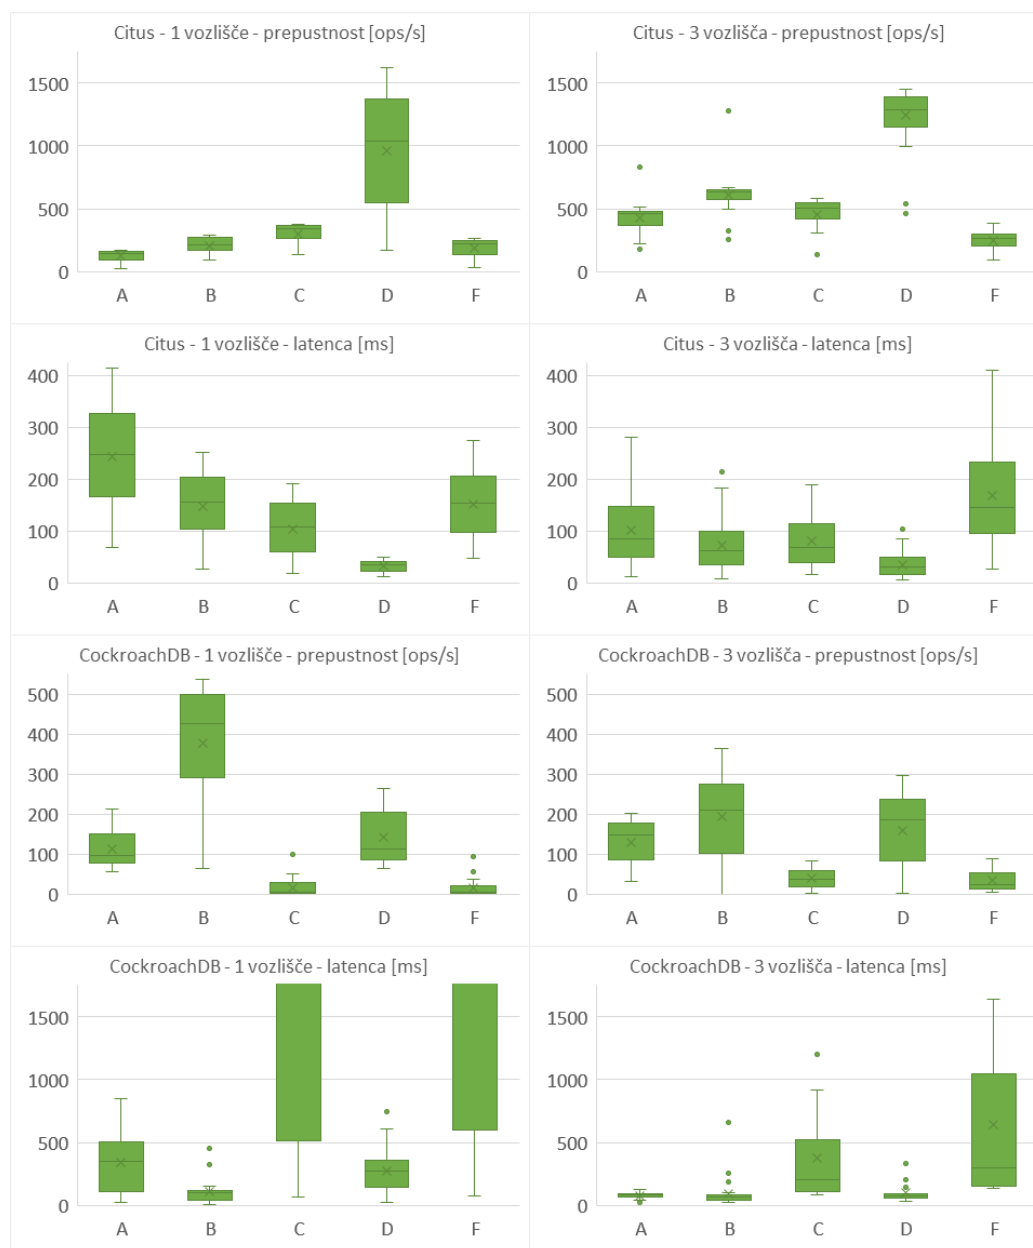 Citus - 1 vozlišče - prepustnost [ops/s]
1500
1000
500
0
A B C D F
Citus - 3 vozlišča - prepustnost [ops/s]
1500
1000
500
0
A B C D F
Citus - 1 vozlišče - latenca [ms]
400
300
200
100
0
A B C D F
Citus - 3 vozlišča - latenca [ms]
400
300
200
100
0
A B C D F
CockroachDB - 1 vozlišče - prepustnost [ops/s]
500
400
300
200
100
0
A B C D F
CockroachDB - 3 vozlišča - prepustnost [ops/s]
500
400
300
200
100
0
A B C D F
CockroachDB - 1 vozlišče - latenca [ms]
1500
1000
500
0
A B C D F
CockroachDB - 3 vozlišča - latenca [ms]
1500
1000
500
0
A B C D F